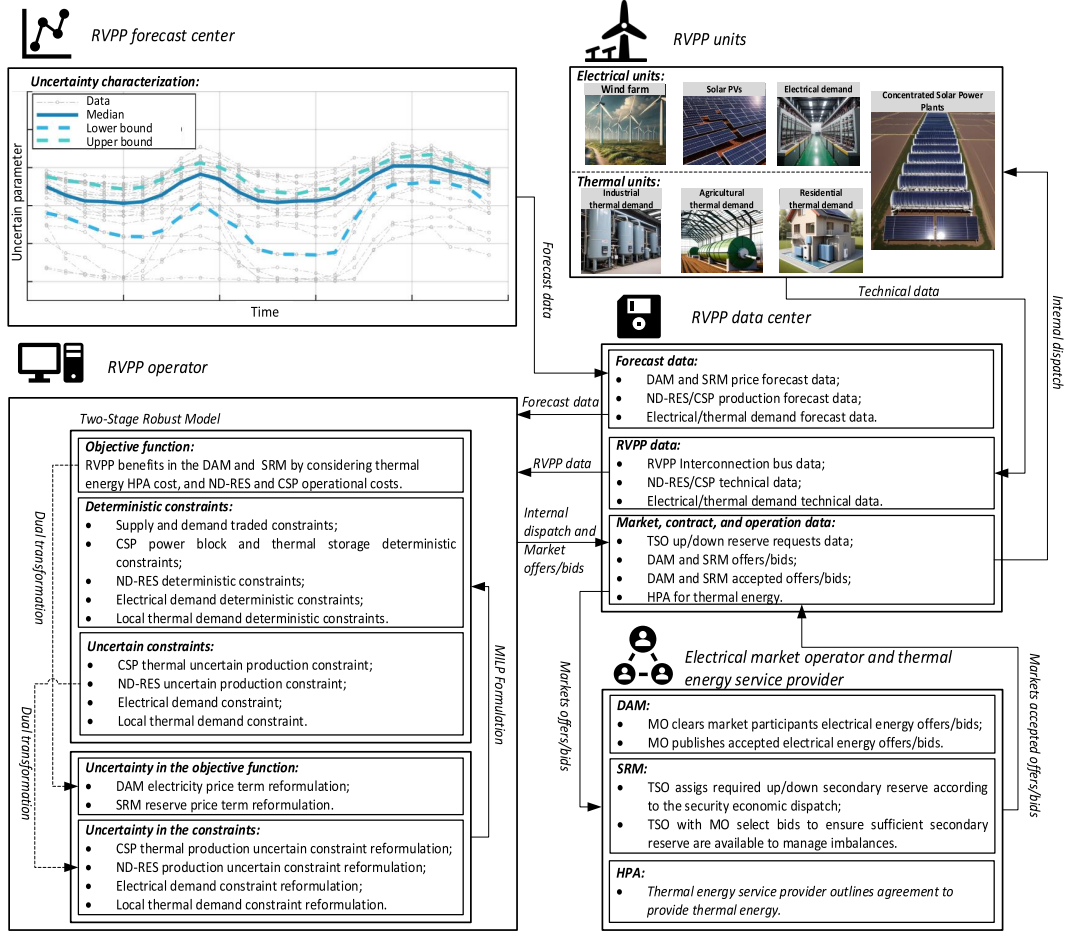 RVPP forecast center
Uncertainty characterization:
Data
Median
Lower bound
Upper bound
Uncertain parameter
Time
Forecast data
RVPP units
Electrical units:
Wind farm
Solar PVs
Electrical demand
Concentrated Solar Power
Plants
Thermal units:
Industrial
thermal demand
Agricultural
thermal demand
Residential
thermal demand
Technical data
Internal dispatch
RVPP data center
Forecast data:
• DAM and SRM price forecast data;
• ND-RES/CSP production forecast data;
• Electrical/thermal demand forecast data.
RVPP data:
• RVPP Interconnection bus data;
• ND-RES/CSP technical data;
• Electrical/thermal demand technical data.
Market, contract, and operation data:
• TSO up/down reserve requests data;
• DAM and SRM offers/bids;
• DAM and SRM accepted offers/bids;
• HPA for thermal energy.
Forecast data
RVPP data
Internal
dispatch and
Market
offers/bids
RVPP operator
Two-Stage Robust Model
Objective function:
RVPP benefits in the DAM and SRM by considering thermal
energy HPA cost, and ND-RES and CSP operational costs.
Deterministic constraints:
• Supply and demand traded constraints;
• CSP power block and thermal storage deterministic
constraints;
• ND-RES deterministic constraints;
• Electrical demand deterministic constraints;
• Local thermal demand deterministic constraints.
Uncertain constraints:
• CSP thermal uncertain production constraint;
• ND-RES uncertain production constraint;
• Electrical demand constraint;
• Local thermal demand constraint.
Uncertainty in the objective function:
• DAM electricity price term reformulation;
• SRM reserve price term reformulation.
Uncertainty in the constraints:
• CSP thermal production uncertain constraint reformulation;
• ND-RES production uncertain constraint reformulation;
• Electrical demand constraint reformulation;
• Local thermal demand constraint reformulation.
Dual transformation
Dual transformation
MILP Formulation
Markets offers/bids
Markets accepted offers/bids
Electrical market operator and thermal
energy service provider
DAM:
• MO clears market participants electrical energy offers/bids;
• MO publishes accepted electrical energy offers/bids.
SRM:
• TSO assigs required up/down secondary reserve according
to the security economic dispatch;
• TSO with MO select bids to ensure sufficient secondary
reserve are available to manage imbalances.
HPA:
• Thermal energy service provider outlines agreement to
provide thermal energy.